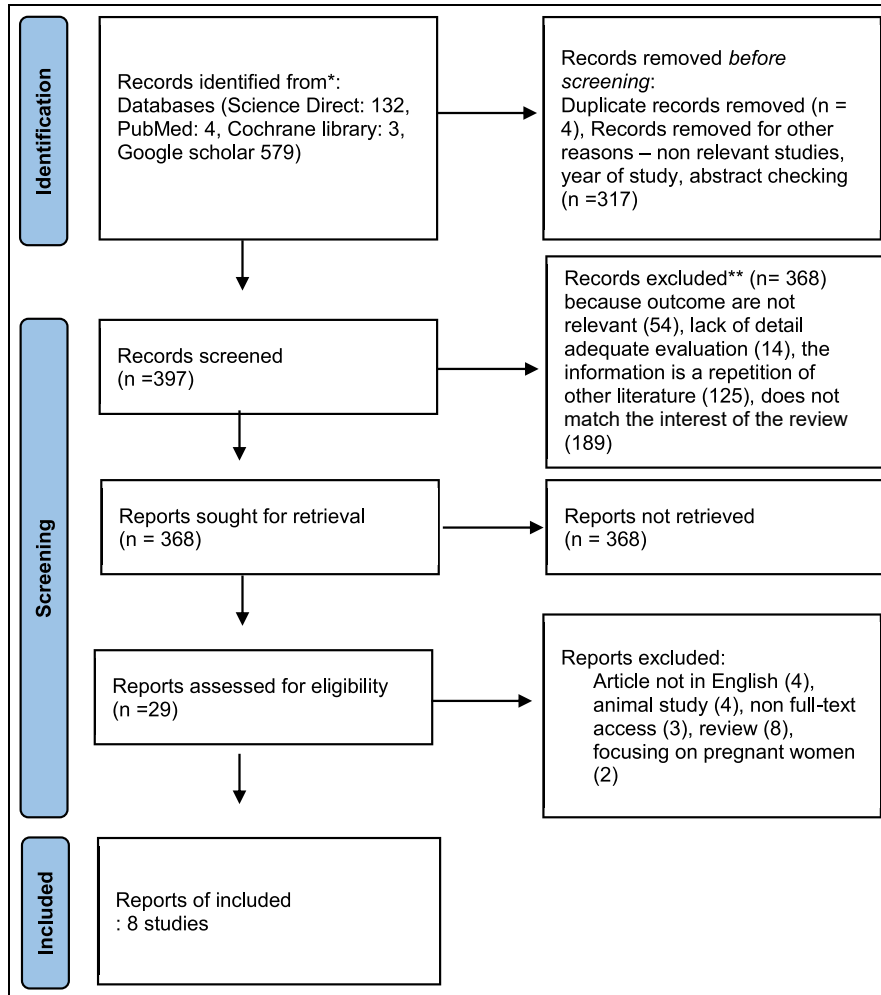 Identification
Records identified from*:
Databases (Science Direct: 132,
PubMed: 4, Cochrane library: 3,
Google scholar 579)
Records removed before
screening:
Duplicate records removed (n =
4), Records removed for other
reasons – non relevant studies,
year of study, abstract checking
(n =317)
Screening
Records screened
(n =397)
Records excluded** (n= 368)
because outcome are not
relevant (54), lack of detail
adequate evaluation (14), the
information is a repetition of
other literature (125), does not
match the interest of the review
(189)
Reports sought for retrieval
(n = 368)
Reports not retrieved
(n = 368)
Reports assessed for eligibility
(n =29)
Reports excluded:
Article not in English (4),
animal study (4), non full-text
access (3), review (8),
focusing on pregnant women
(2)
Included
Reports of included
: 8 studies